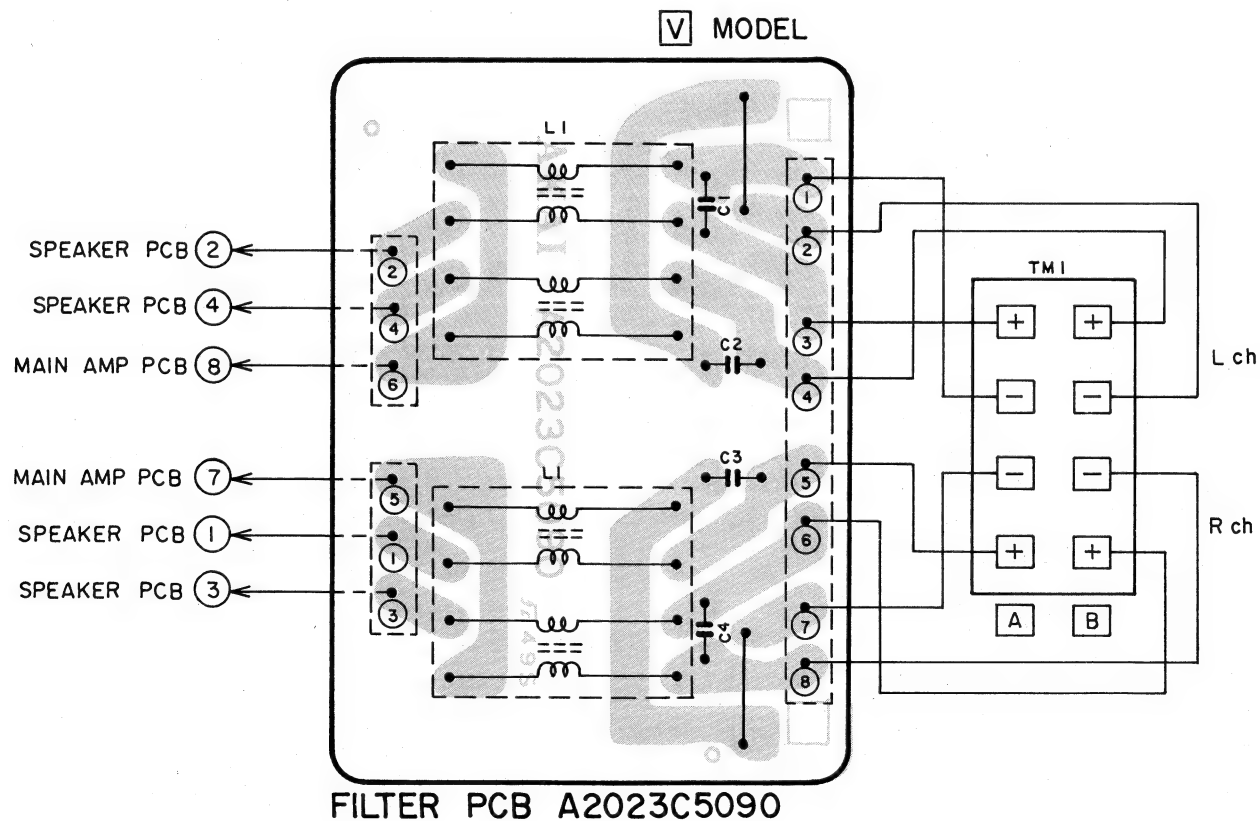 V MODEL
L1
C1
1
2
SPEAKER PCB 2
2
TM1
SPEAKER PCB 4
4
3
+ +
C2
L ch
MAIN AMP PCB 8
6
4
− −
MAIN AMP PCB 7
5
C3
5
− −
SPEAKER PCB 1
1
6
R ch
+ +
SPEAKER PCB 3
3
C4
7
A B
8
FILTER PCB A2023C5090